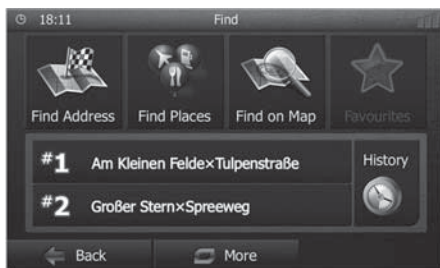 18:11 Find
Find Address Find Places Find on Map Favourites
#1 Am Kleinen Felde×Tulpenstraße History
#2 Großer Stern×Spreeweg
Back More